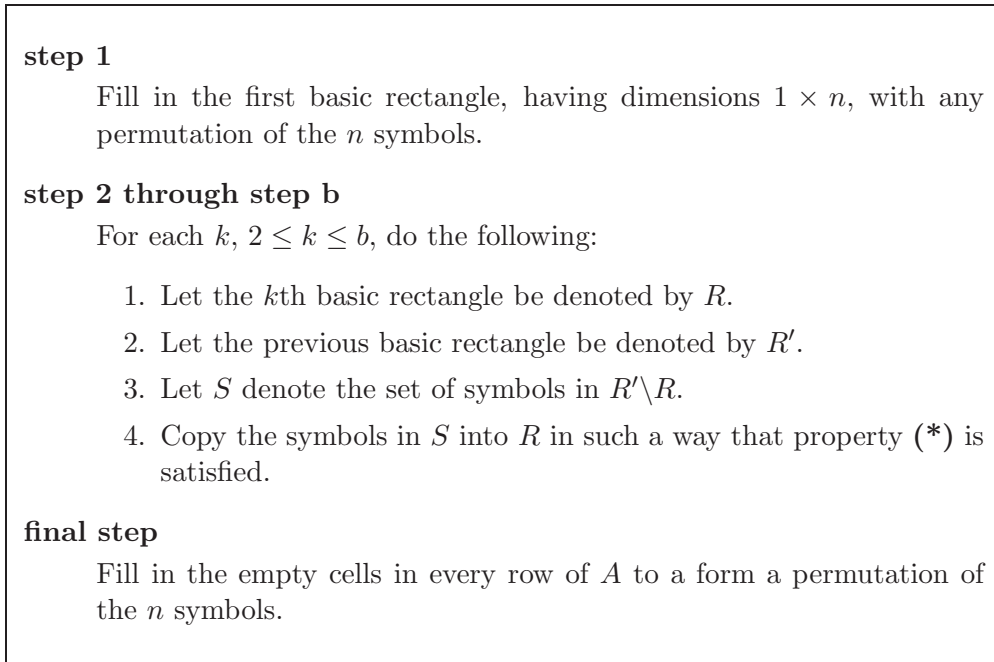 step 1
Fill in the first basic rectangle, having dimensions 1 × n, with any
permutation of the n symbols.
step 2 through step b
For each k, 2 ≤ k ≤ b, do the following:
1. Let the kth basic rectangle be denoted by R.
2. Let the previous basic rectangle be denoted by R′.
3. Let S denote the set of symbols in R′\R.
4. Copy the symbols in S into R in such a way that property (*) is
satisfied.
final step
Fill in the empty cells in every row of A to a form a permutation of
the n symbols.